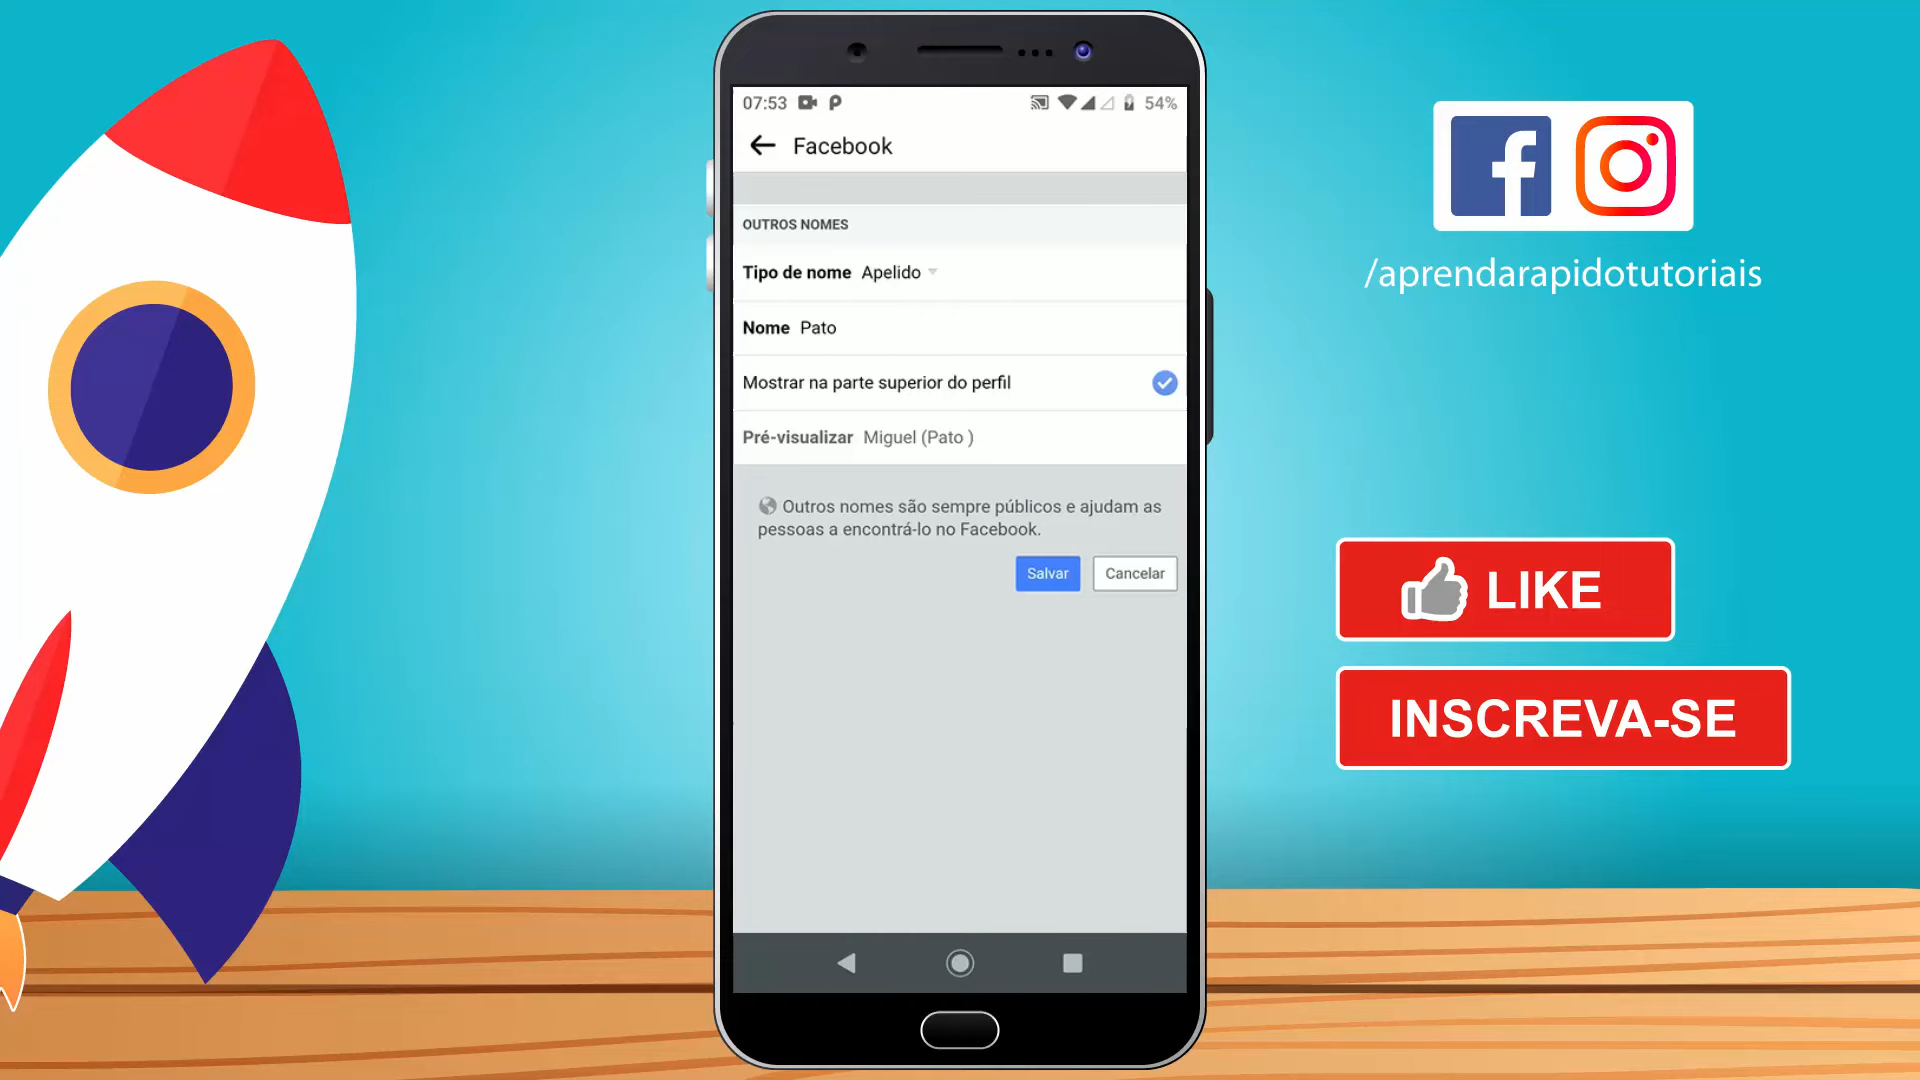 07:53
54%
Facebook
OUTROS NOMES
Tipo de nome Apelido
Nome Pato
Mostrar na parte superior do perfil
Pré-visualizar Miguel (Pato )
Outros nomes são sempre públicos e ajudam as
pessoas a encontrá-lo no Facebook.
Salvar
Cancelar
/aprendarapidotutoriais
LIKE
INSCREVA-SE